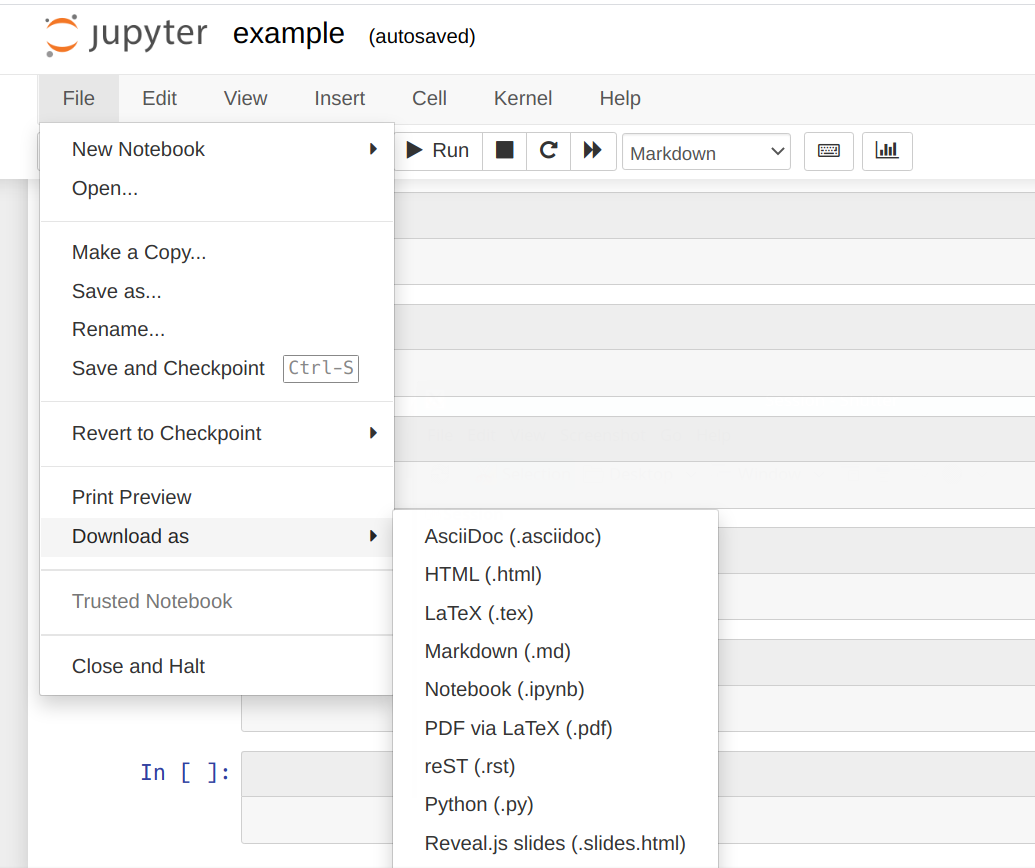 jupyter example (autosaved)
File Edit View Insert Cell Kernel Help
New Notebook
Run
Markdown
Open...
Make a Copy...
Save as...
Rename...
Save and Checkpoint Ctrl-S
Revert to Checkpoint
Print Preview
Download as
AsciiDoc (.asciidoc)
HTML (.html)
LaTeX (.tex)
Markdown (.md)
Notebook (.ipynb)
PDF via LaTeX (.pdf)
reST (.rst)
Python (.py)
Reveal.js slides (.slides.html)
Trusted Notebook
Close and Halt
In [ ]: